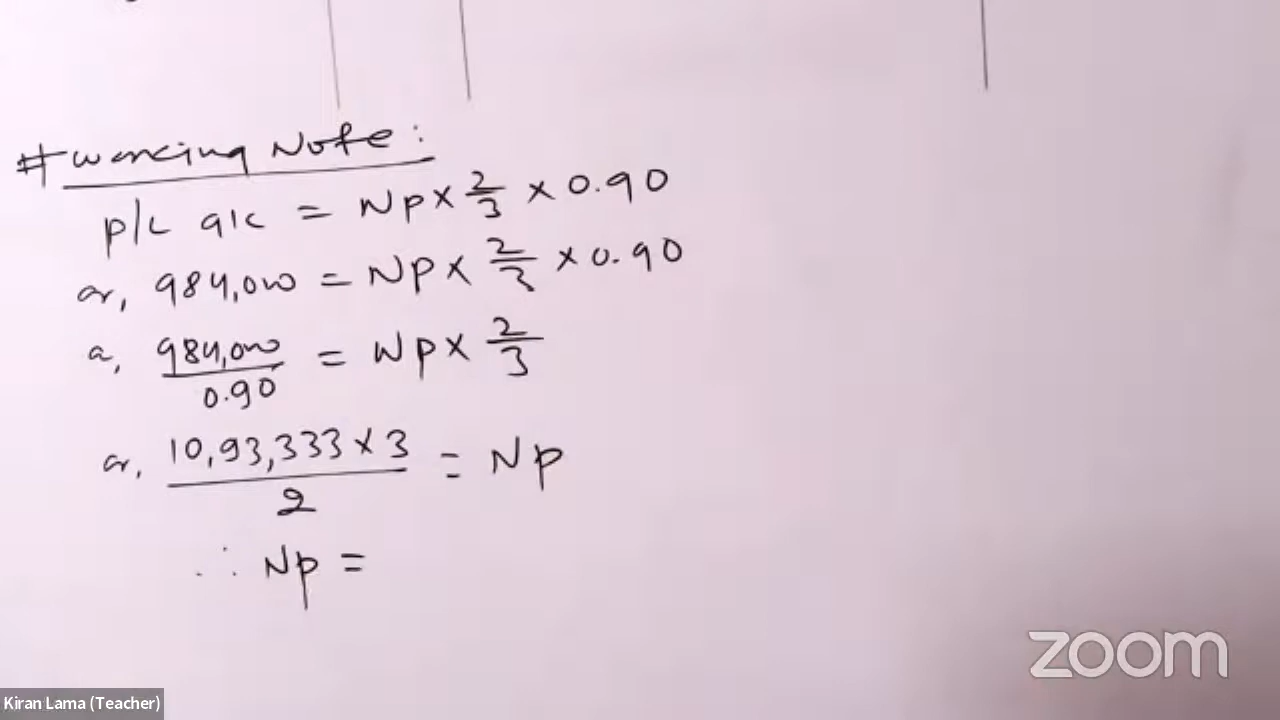 # Working Note:
P/L a/c = NP × 2/3 × 0.90
or, 984,000 = NP × 2/3 × 0.90
or, 984,000/0.90 = NP × 2/3
or, 10,93,333 × 3/2 = NP
∴ NP =
zoom
Kiran Lama (Teacher)